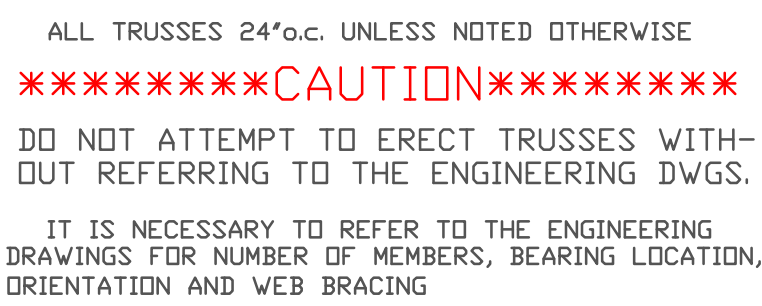 ALL TRUSSES 24"o.c. UNLESS NOTED OTHERWISE
********CAUTION********
DO NOT ATTEMPT TO ERECT TRUSSES WITH-
OUT REFERRING TO THE ENGINEERING DWGS.
IT IS NECESSARY TO REFER TO THE ENGINEERING
DRAWINGS FOR NUMBER OF MEMBERS, BEARING LOCATION,
ORIENTATION AND WEB BRACING